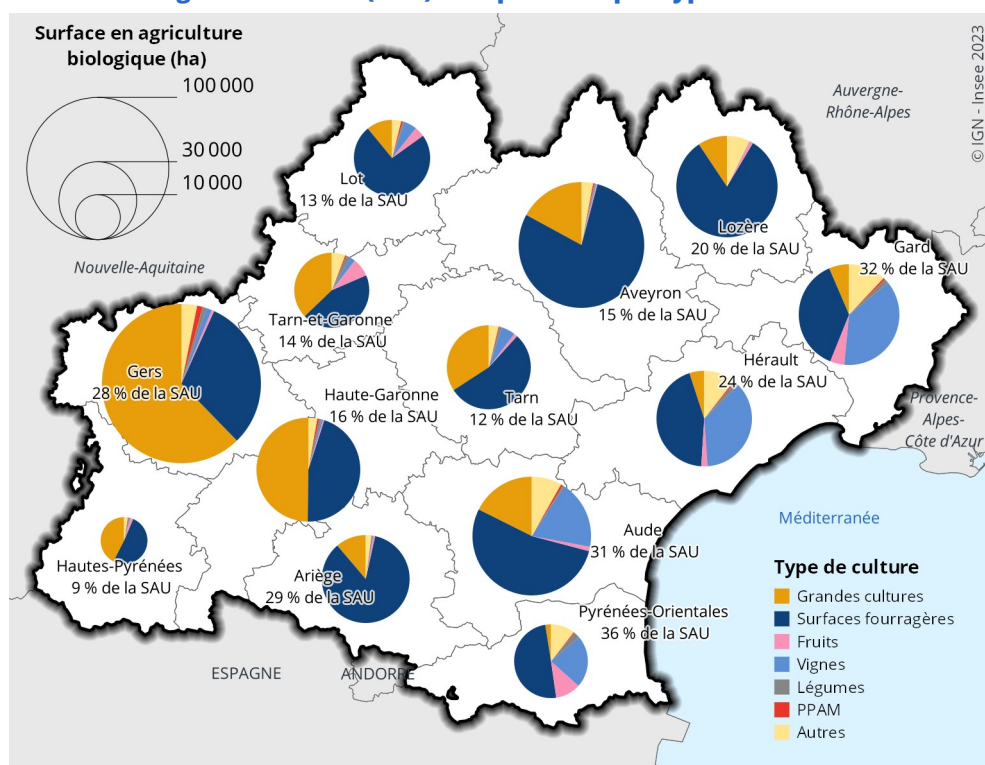 Surface en agriculture
biologique (ha)
100 000
30 000
10 000
© IGN - Insee 2023
Auvergne-
Rhône-Alpes
Nouvelle-Aquitaine
Lot
13 % de la SAU
Lozère
20 % de la SAU
Gard
32 % de la SAU
Aveyron
15 % de la SAU
Tarn-et-Garonne
14 % de la SAU
Gers
28 % de la SAU
Haute-Garonne
16 % de la SAU
Tarn
12 % de la SAU
Hérault
24 % de la SAU
Provence-
Alpes-
Côte d'Azur
Méditerranée
Aude
31 % de la SAU
Hautes-Pyrénées
9 % de la SAU
Ariège
29 % de la SAU
Pyrénées-Orientales
36 % de la SAU
ESPAGNE
ANDORRE
Type de culture
Grandes cultures
Surfaces fourragères
Fruits
Vignes
Légumes
PPAM
Autres